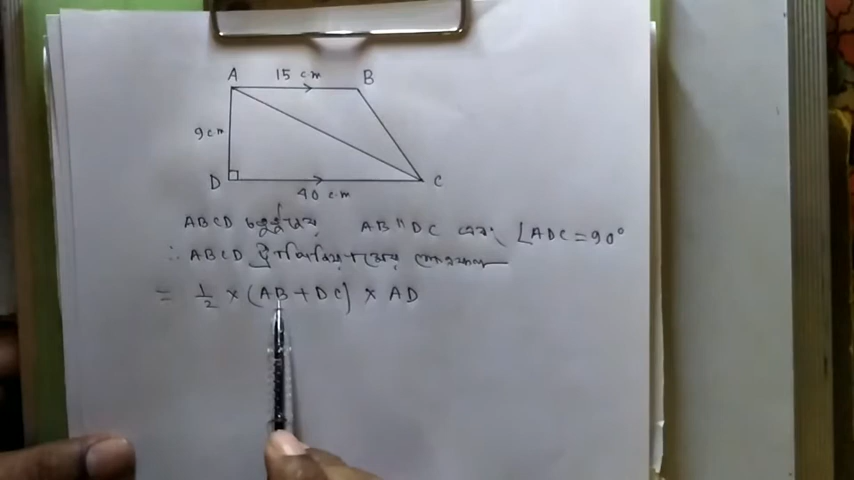 A 15 cm B
9 cm
D C
40 cm
ABCD চতুর্ভুজের AB || DC এবং ∠ADC = 90°
∴ ABCD ট্রাপিজিয়ামের ক্ষেত্রফল
= 1/2 × (AB + DC) × AD